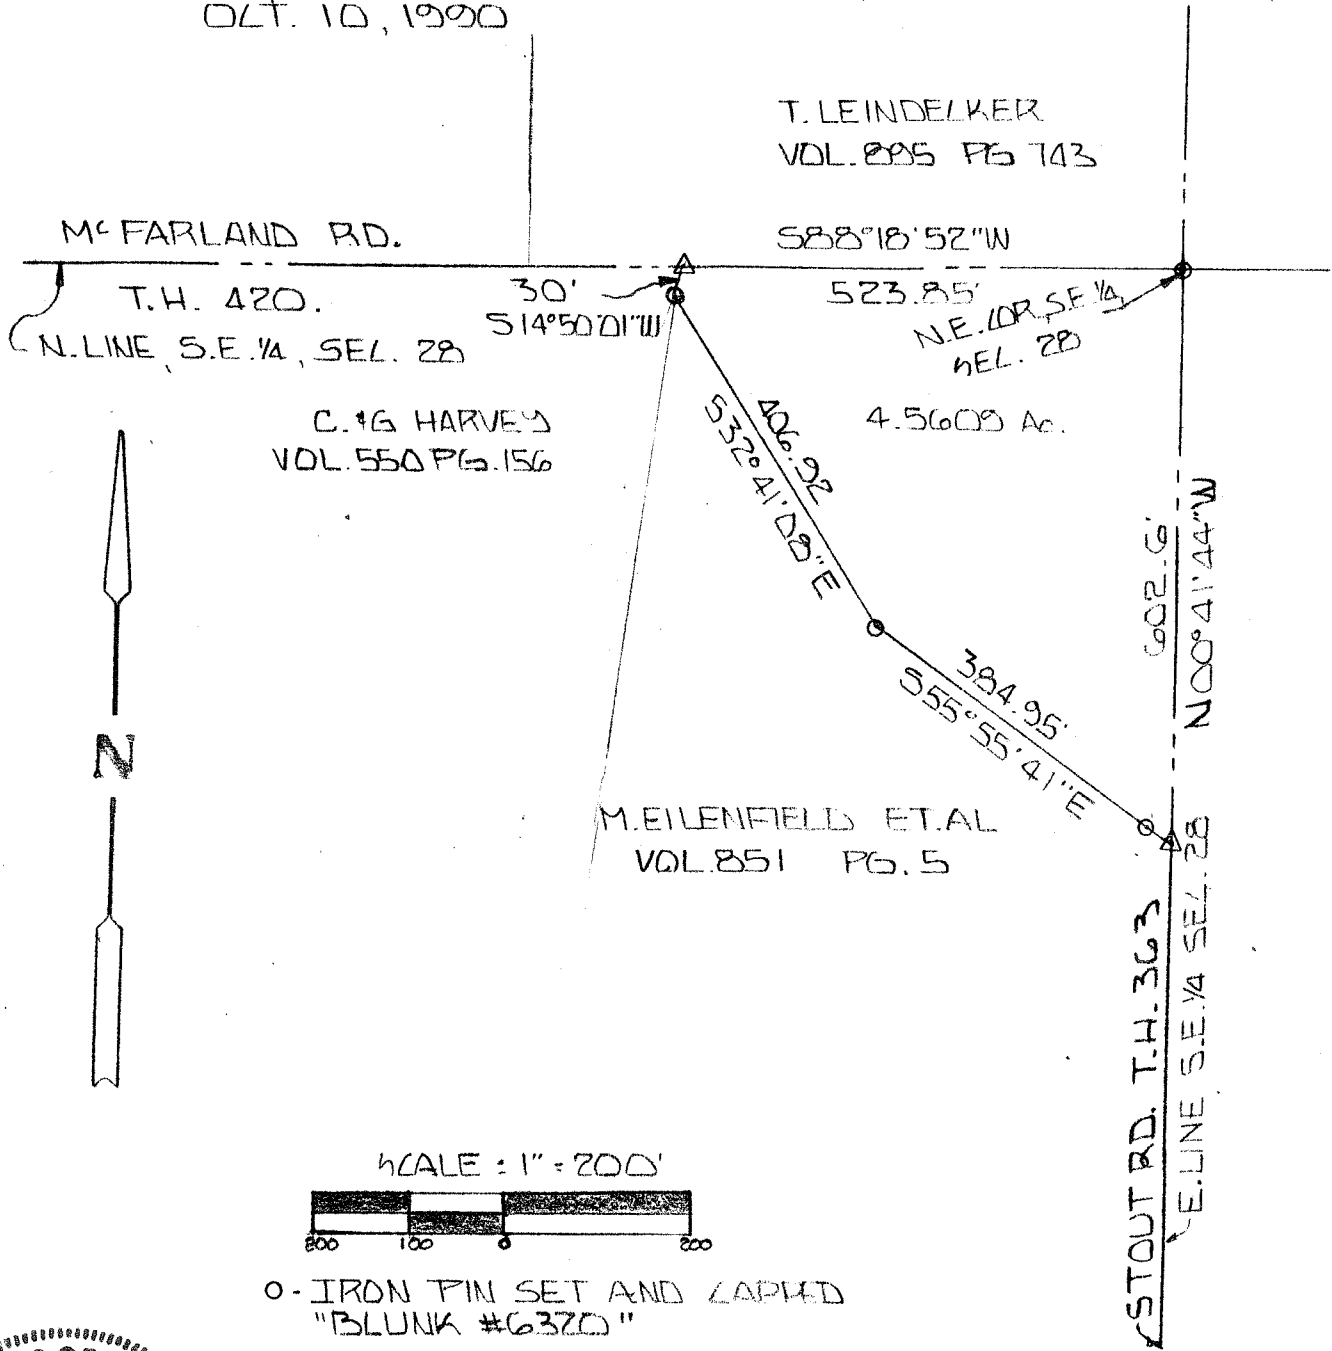 OCT. 10, 1990
T. LEINDECKER
VOL. 895 PG 743
Mc FARLAND RD.
S88°18'52"W
T.H. 420.
30'
S14°50'01"W
523.85'
N.E. COR, S.E. 1/4,
SEC. 28
N. LINE, S.E. 1/4, SEC. 28
C. & G HARVEY
VOL. 550 PG. 156
4.5609 Ac.
406.92
S32°41'08"E
602.6'
N00°41'44"W
384.95'
S55°55'41"E
N
M. EILENFIELD ET. AL
VOL. 851 PG. 5
STOUT RD. T.H. 363
E. LINE S.E. 1/4 SEC. 28
SCALE : 1" = 200'
200 100 0 200
O - IRON PIN SET AND CAPPED
"BLUNK #6320"